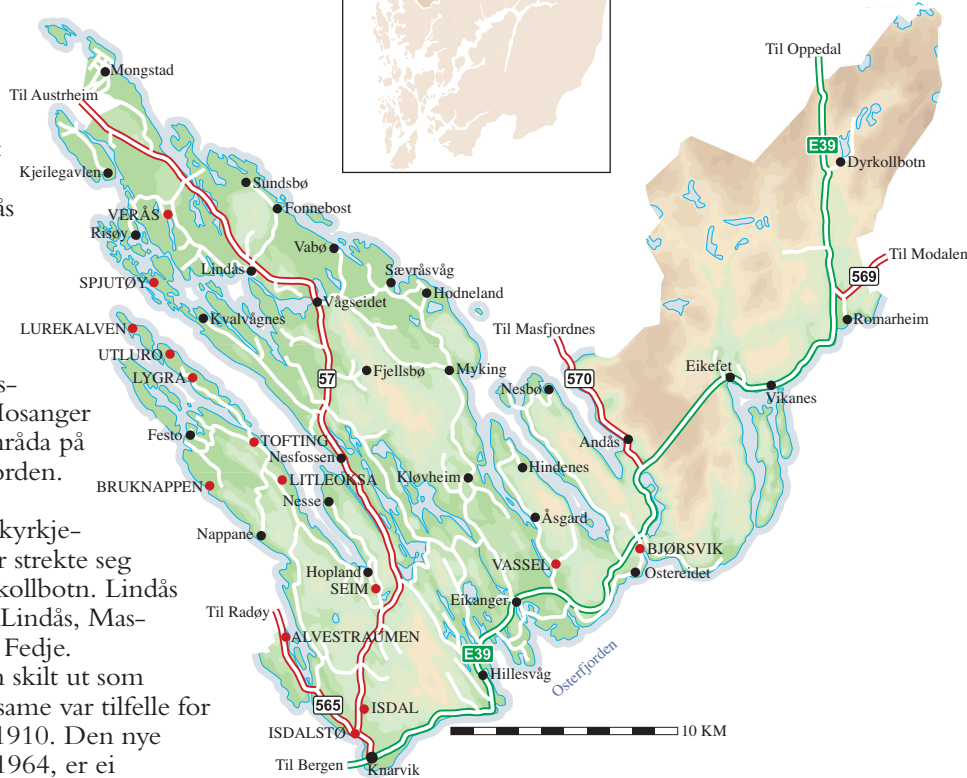 Til Oppedal
Mongstad
Til Austrheim
E39
Dyrkollbotn
Kjeilegavlen
Sundsbø
ås
VERÅS
Fonnebost
Risøy
Vabø
Til Modalen
Lindås
Sævråsvåg
569
SPJUTØY
Hodneland
Vågseidet
LUREKALVEN
Kvalvågnes
Romarheim
Til Masfjordnes
UTLURO
Eikefet
LYGRA
57
Fjellsbø
Myking
570
Nesbø
Vikanes
s-
Mosanger
Festo
TOFTING
Andås
mråda på
Nesfossen
orden.
Hindenes
BRUKNAPPEN
LITLEOKSA
Kløvheim
Nesse
Åsgard
kyrkje-
Nappane
BJØRSVIK
r strekte seg
VASSEL
kollbotn. Lindås
Hopland
Ostereidet
SEIM
Lindås, Mas-
Til Radøy
Eikanger
Fedje.
ALVESTRAUMEN
E39
n skilt ut som
Osterfjorden
Hillesvåg
same var tilfelle for
565
ISDAL
1910. Den nye
ISDALSTØ
10 KM
1964, er ei
Til Bergen
Knarvik